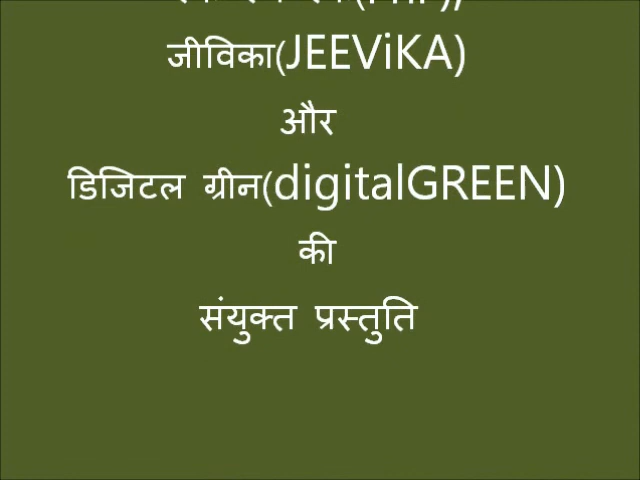 जीविका(JEEViKA)
और
डिजिटल ग्रीन(digitalGREEN)
की
संयुक्त प्रस्तुति